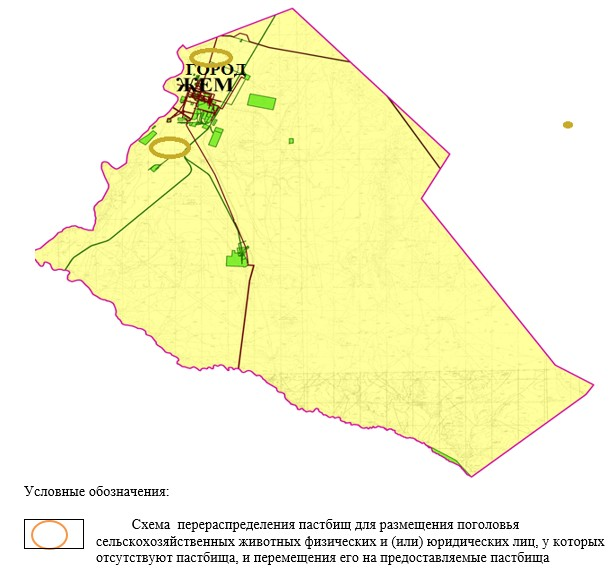 ГОРОД
ЖЕМ
Условные обозначения:
Схема перераспределения пастбищ для размещения поголовья
сельскохозяйственных животных физических и (или) юридических лиц, у которых
отсутствуют пастбища, и перемещения его на предоставляемые пастбища